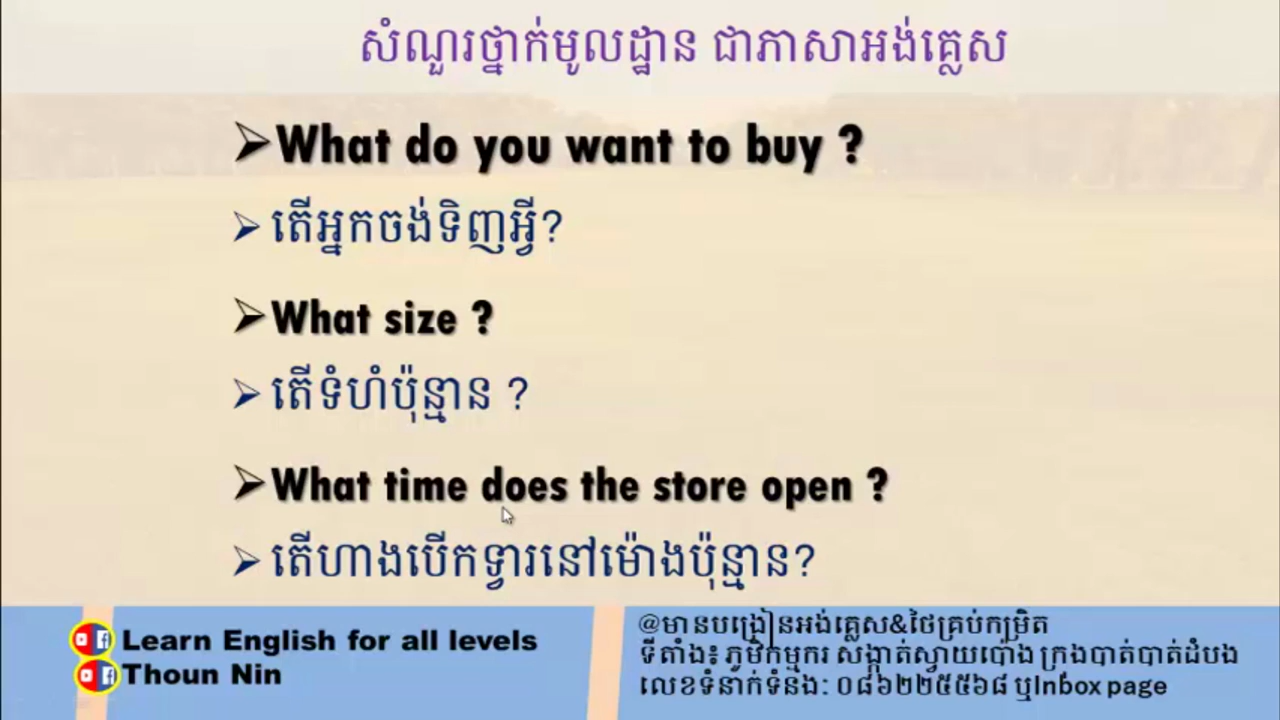 សំណួរថ្នាក់មូលដ្ឋាន ជាភាសាអង់គ្លេស
What do you want to buy ?
តើអ្នកចង់ទិញអ្វី?
What size ?
តើទំហំប៉ុន្មាន ?
What time does the store open ?
តើហាងបើកទ្វារនៅម៉ោងប៉ុន្មាន?
Learn English for all levels
Thoun Nin
@មានបង្រៀនអង់គ្លេស&ថៃគ្រប់កម្រិត
ទីតាំង៖ ភូមិកម្មករ សង្កាត់ស្វាយប៉ោ ក្រុងបាត់បាត់ដំបង
លេខទំនាក់ទំនង: ០៨៦២២៥៥៦៨ ឬInbox page